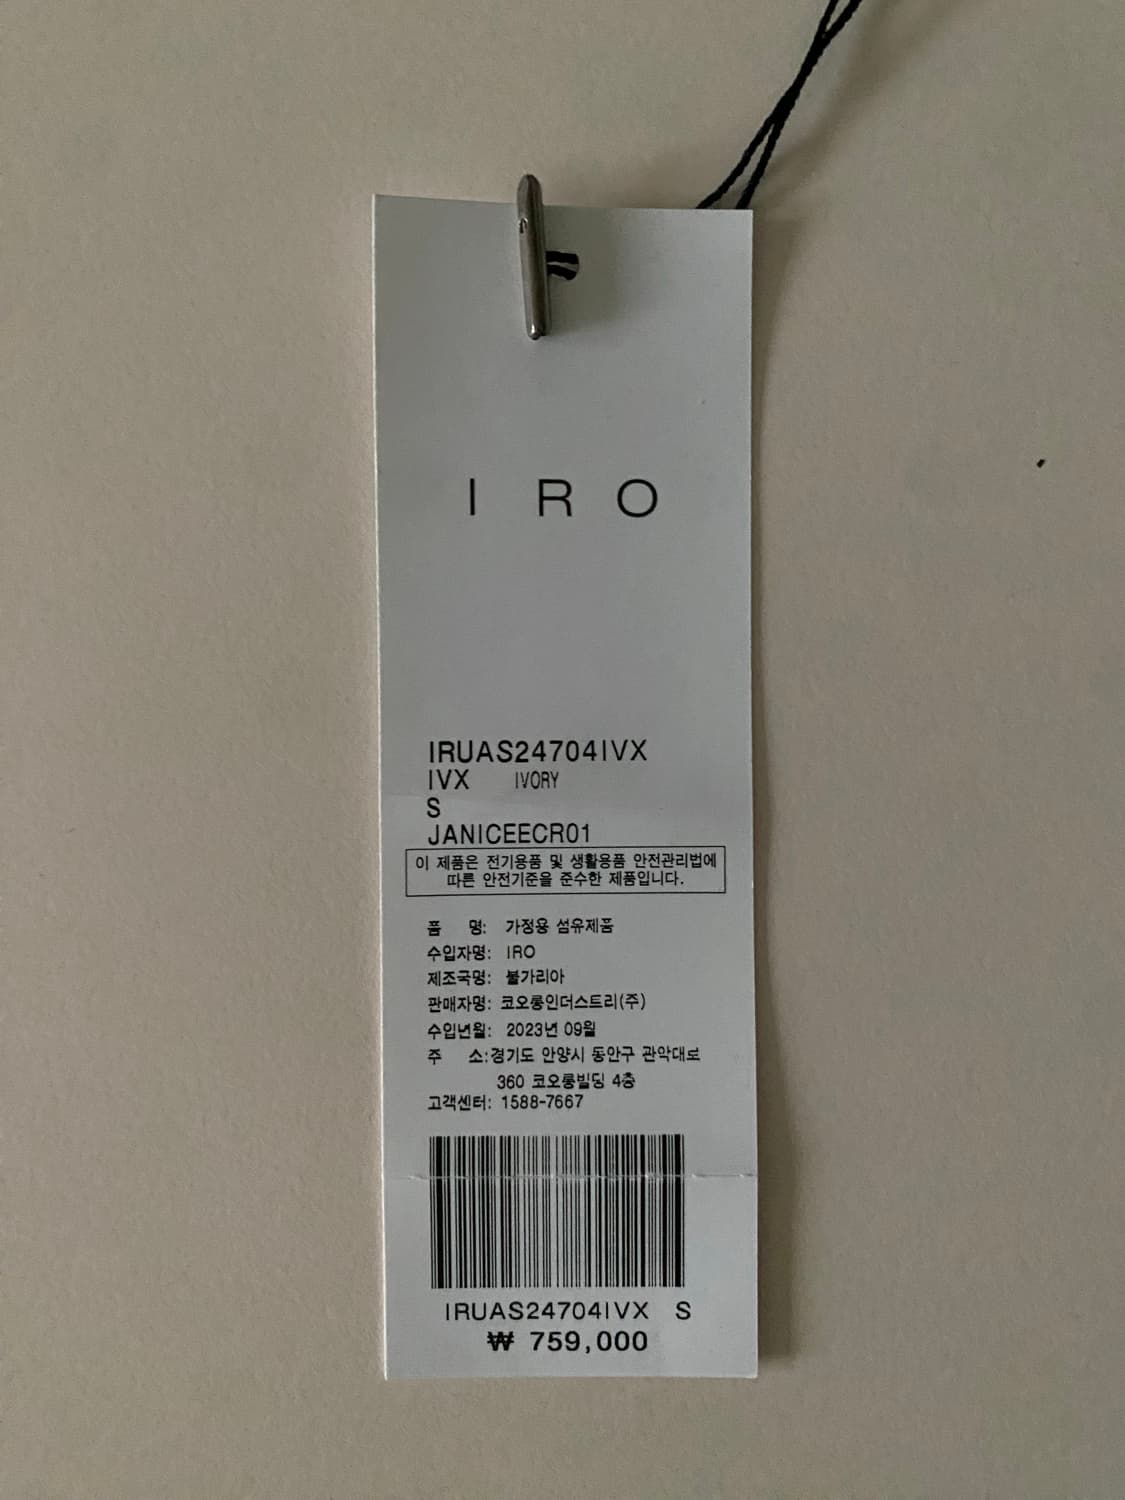 IRO
IRUAS24704IVX
IVX IVORY
S
JANICEECR01
이 제품은 전기용품 및 생활용품 안전관리법에
따른 안전기준을 준수한 제품입니다.
품 명: 가정용 섬유제품
수입자명: IRO
제조국명: 불가리아
판매자명: 코오롱인더스트리(주)
수입년월: 2023년 09월
주 소:경기도 안양시 동안구 관악대로
360 코오롱빌딩 4층
고객센터: 1588-7667
IRUAS24704IVX S
₩ 759,000